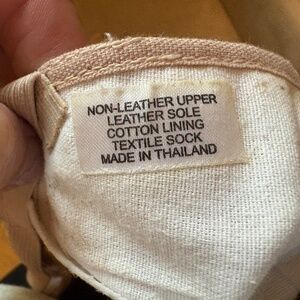 NON-LEATHER UPPER
LEATHER SOLE
COTTON LINING
TEXTILE SOCK
MADE IN THAILAND